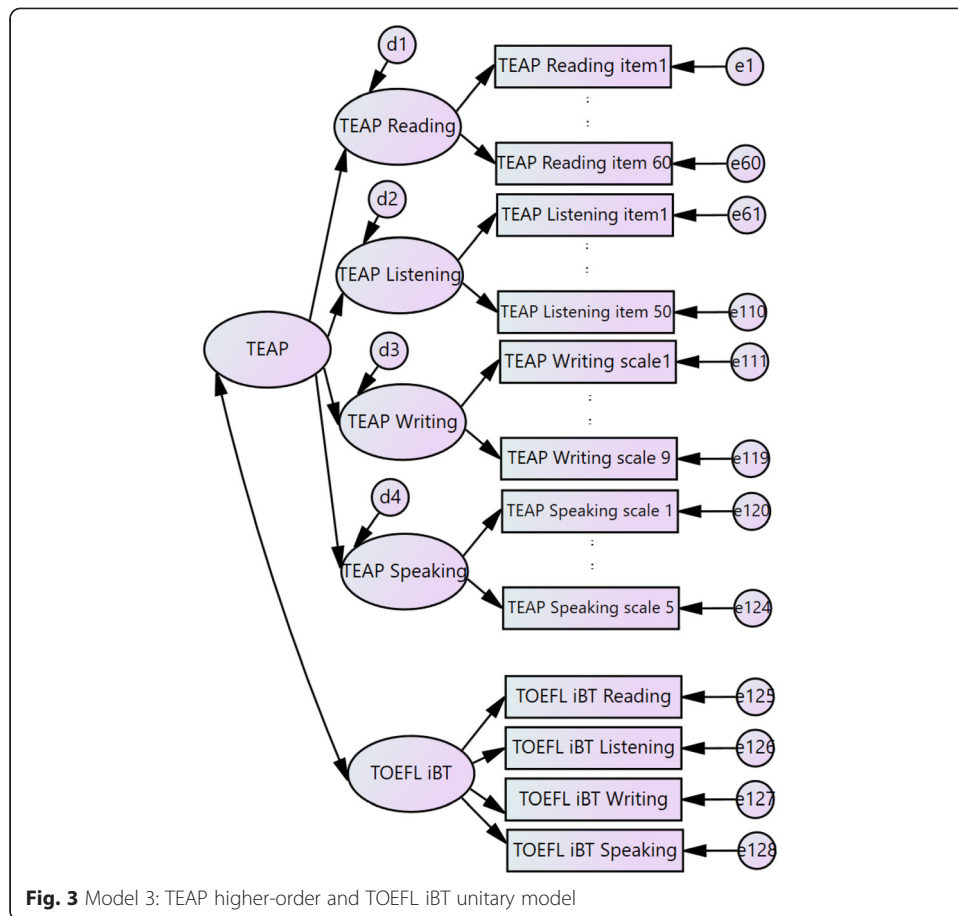 d1
TEAP Reading item1
e1
:
:
TEAP Reading
TEAP Reading item 60
e60
d2
TEAP Listening item1
e61
:
:
TEAP Listening
TEAP Listening item 50
e110
TEAP
d3
TEAP Writing scale1
e111
:
:
TEAP Writing
TEAP Writing scale 9
e119
d4
TEAP Speaking scale 1
e120
:
:
TEAP Speaking
TEAP Speaking scale 5
e124
TOEFL iBT Reading
e125
TOEFL iBT Listening
e126
TOEFL iBT
TOEFL iBT Writing
e127
TOEFL iBT Speaking
e128
Fig. 3 Model 3: TEAP higher-order and TOEFL iBT unitary model